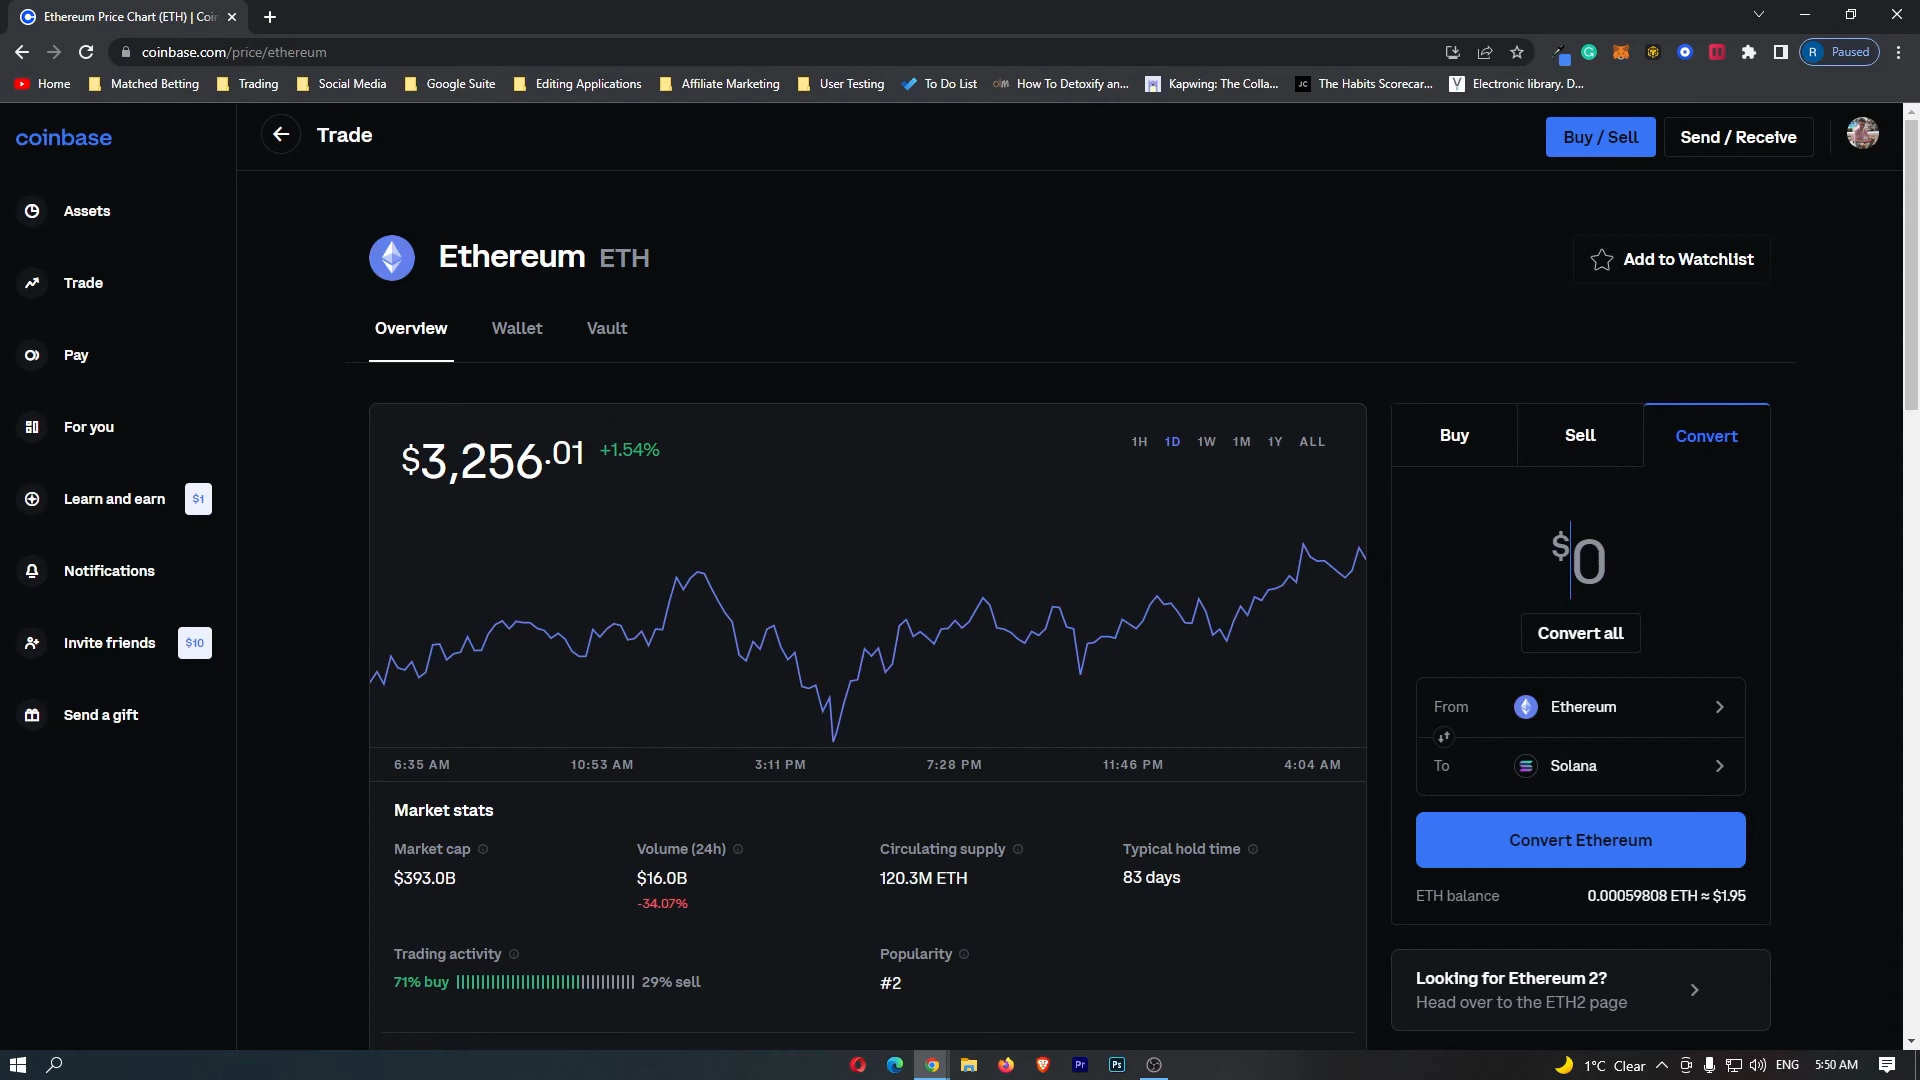 Ethereum Price Chart (ETH) | Coin
coinbase.com/price/ethereum
R Paused
Home
Matched Betting
Trading
Social Media
Google Suite
Editing Applications
Affiliate Marketing
User Testing
To Do List
How To Detoxify an...
Kapwing: The Colla...
JC The Habits Scorecar...
V Electronic library. D...
coinbase
Trade
Buy / Sell
Send / Receive
Assets
Trade
Pay
For you
Learn and earn $1
Notifications
Invite friends $10
Send a gift
Ethereum ETH
Add to Watchlist
Overview
Wallet
Vault
$3,256.01 +1.54%
1H 1D 1W 1M 1Y ALL
6:35 AM 10:53 AM 3:11 PM 7:28 PM 11:46 PM 4:04 AM
Market stats
Market cap
$393.0B
Volume (24h)
$16.0B
-34.07%
Circulating supply
120.3M ETH
Typical hold time
83 days
Trading activity
71% buy 29% sell
Popularity
#2
Buy
Sell
Convert
$0
Convert all
From Ethereum
To Solana
Convert Ethereum
ETH balance 0.00059808 ETH ≈ $1.95
Looking for Ethereum 2?
Head over to the ETH2 page
Pr
Ps
1°C Clear
ENG
5:50 AM